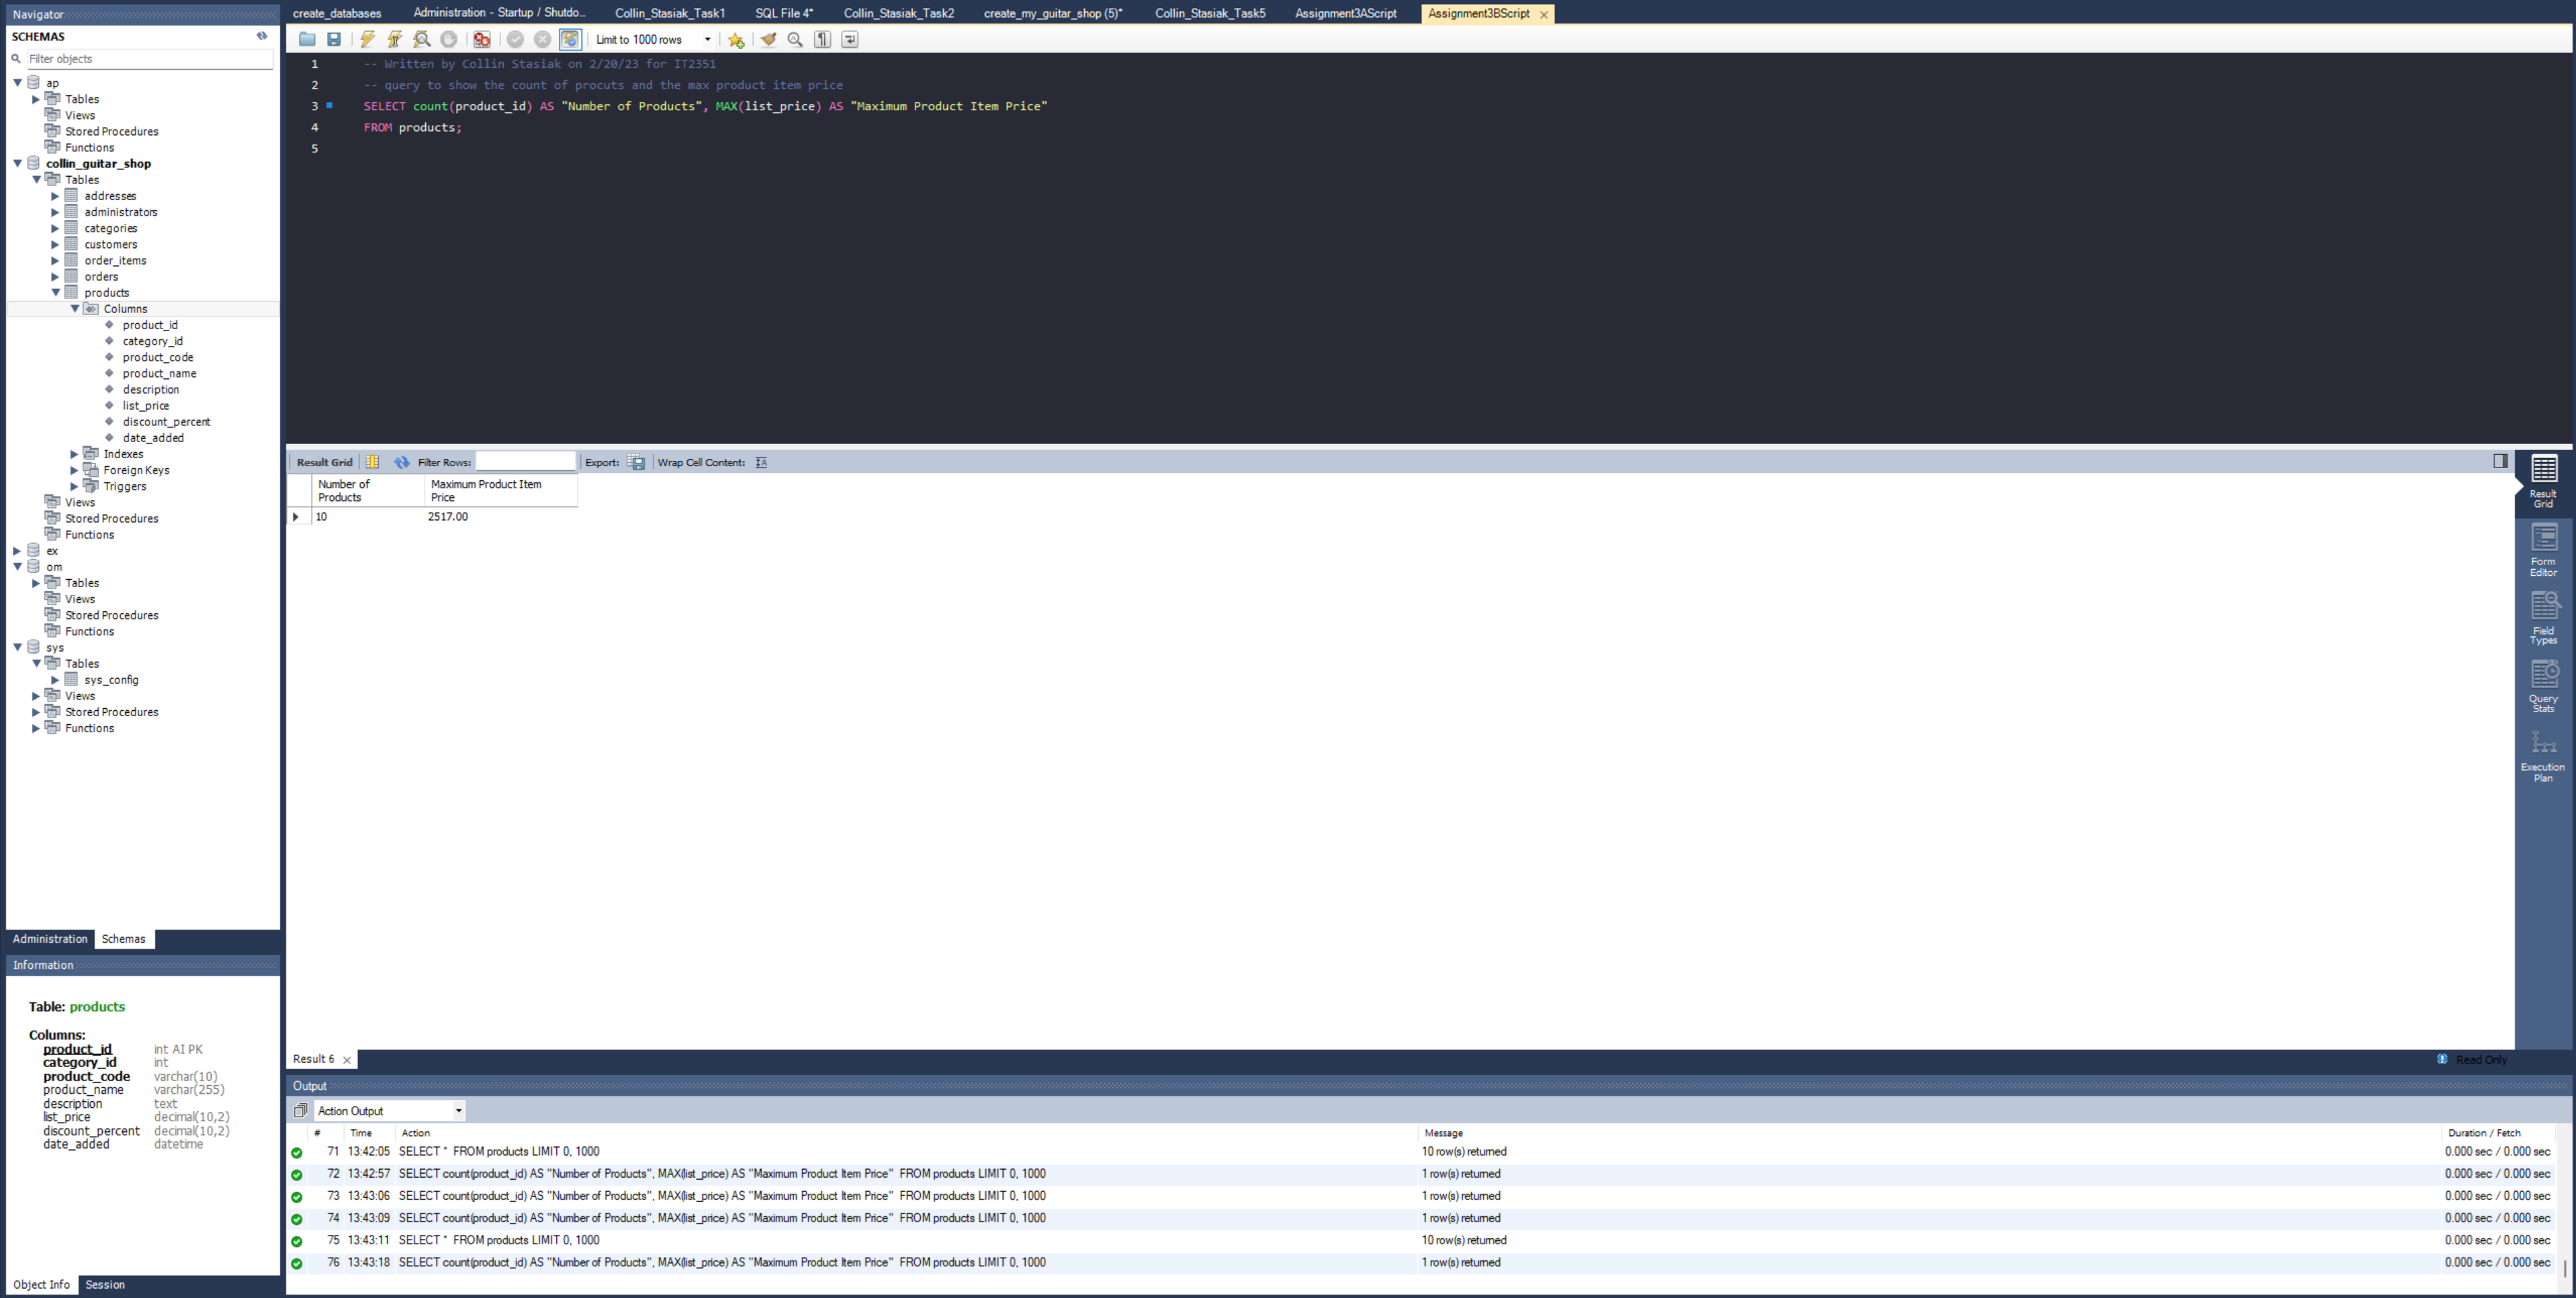 Navigator
SCHEMAS
Filter objects
ap
Tables
Views
Stored Procedures
Functions
collin_guitar_shop
Tables
addresses
administrators
categories
customers
order_items
orders
products
Columns
product_id
category_id
product_code
product_name
description
list_price
discount_percent
date_added
Indexes
Foreign Keys
Triggers
Views
Stored Procedures
Functions
ex
om
Tables
Views
Stored Procedures
Functions
sys
Tables
sys_config
Views
Stored Procedures
Functions
Administration Schemas
Information
Table: products
Columns:
product_id int AI PK
category_id int
product_code varchar(10)
product_name varchar(255)
description text
list_price decimal(10,2)
discount_percent decimal(10,2)
date_added datetime
Object Info Session
create_databases Administration - Startup / Shutdo... Collin_Stasiak_Task1 SQL File 4* Collin_Stasiak_Task2 create_my_guitar_shop (5)* Collin_Stasiak_Task5 Assignment3AScript Assignment3BScript
Limit to 1000 rows
1 -- Written by Collin Stasiak on 2/20/23 for IT2351
2 -- query to show the count of procuts and the max product item price
3 SELECT count(product_id) AS "Number of Products", MAX(list_price) AS "Maximum Product Item Price"
4 FROM products;
5
Result Grid Filter Rows: Export: Wrap Cell Content:
Number of Products Maximum Product Item Price
10 2517.00
Result Grid
Form Editor
Field Types
Query Stats
Execution Plan
Result 6 Read Only
Output
Action Output
# Time Action Message Duration / Fetch
71 13:42:05 SELECT * FROM products LIMIT 0, 1000 10 row(s) returned 0.000 sec / 0.000 sec
72 13:42:57 SELECT count(product_id) AS "Number of Products", MAX(list_price) AS "Maximum Product Item Price" FROM products LIMIT 0, 1000 1 row(s) returned 0.000 sec / 0.000 sec
73 13:43:06 SELECT count(product_id) AS "Number of Products", MAX(list_price) AS "Maximum Product Item Price" FROM products LIMIT 0, 1000 1 row(s) returned 0.000 sec / 0.000 sec
74 13:43:09 SELECT count(product_id) AS "Number of Products", MAX(list_price) AS "Maximum Product Item Price" FROM products LIMIT 0, 1000 1 row(s) returned 0.000 sec / 0.000 sec
75 13:43:11 SELECT * FROM products LIMIT 0, 1000 10 row(s) returned 0.000 sec / 0.000 sec
76 13:43:18 SELECT count(product_id) AS "Number of Products", MAX(list_price) AS "Maximum Product Item Price" FROM products LIMIT 0, 1000 1 row(s) returned 0.000 sec / 0.000 sec